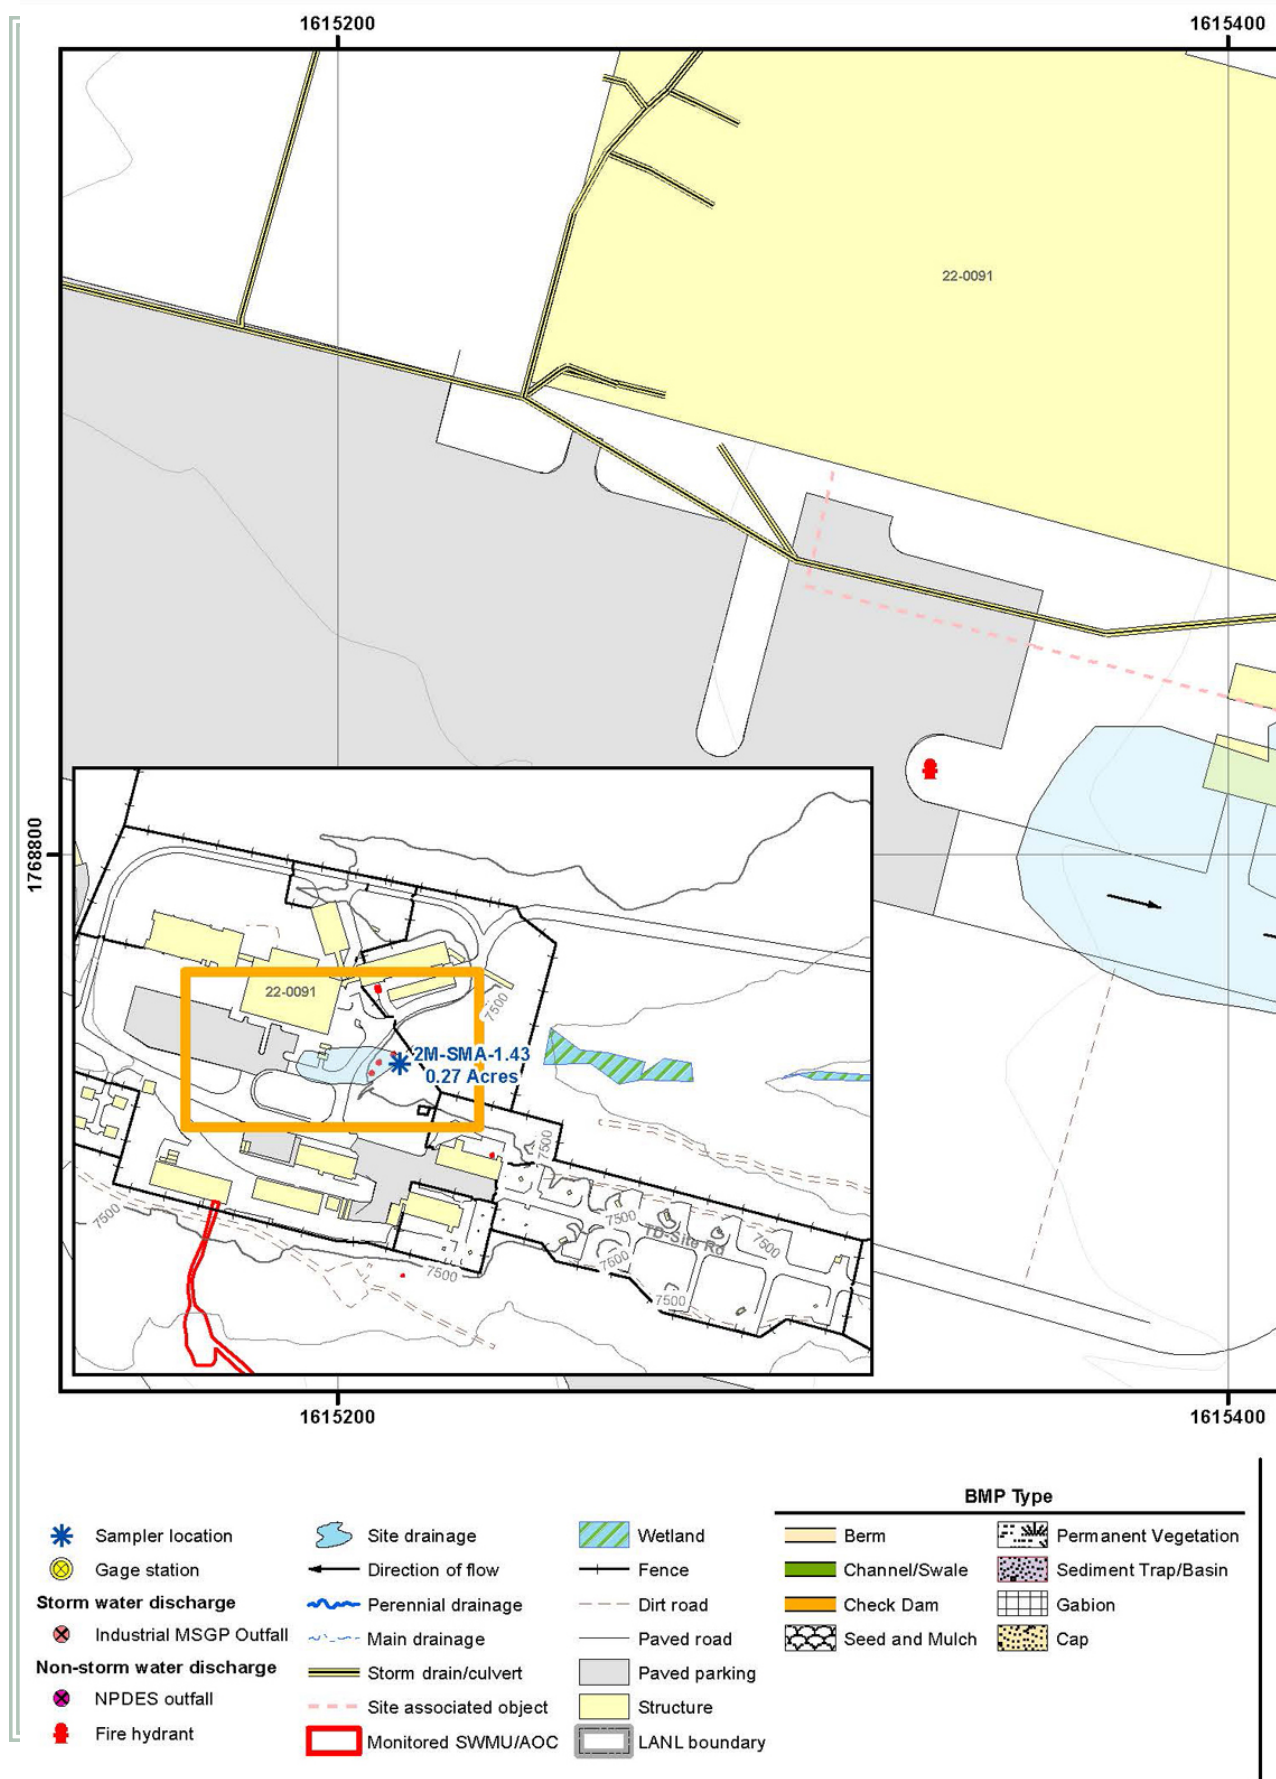 1615200
1615400
22-0091
1768800
22-0091
7500
2M-SMA-1.43
0.27 Acres
7500
7500
7500
TD-Site Rd
7500
7500
7500
7500
1615200
1615400
BMP Type
Sampler location
Gage station
Storm water discharge
Industrial MSGP Outfall
Non-storm water discharge
NPDES outfall
Fire hydrant
Site drainage
Direction of flow
Perennial drainage
Main drainage
Storm drain/culvert
Site associated object
Monitored SWMU/AOC
Wetland
Fence
Dirt road
Paved road
Paved parking
Structure
LANL boundary
Berm
Channel/Swale
Check Dam
Seed and Mulch
Permanent Vegetation
Sediment Trap/Basin
Gabion
Cap